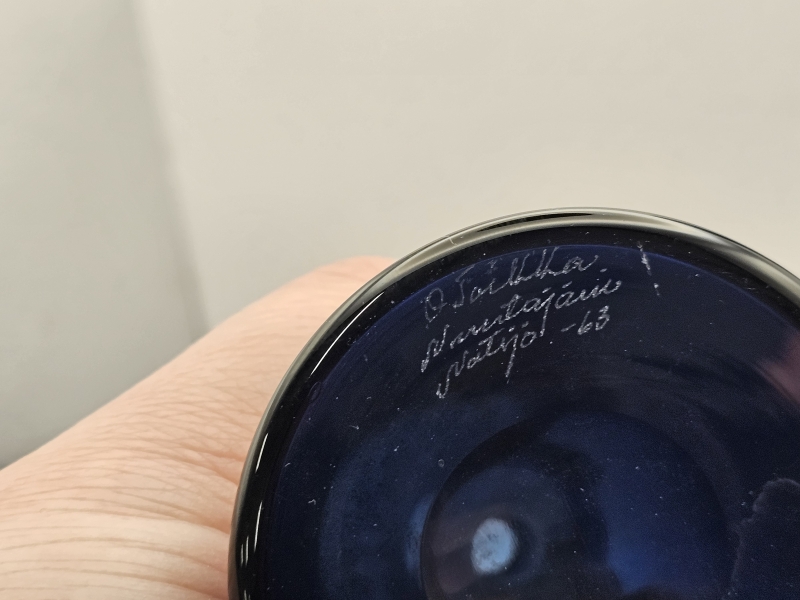 O Toikka
Nuutajärvi
Notsjö -63